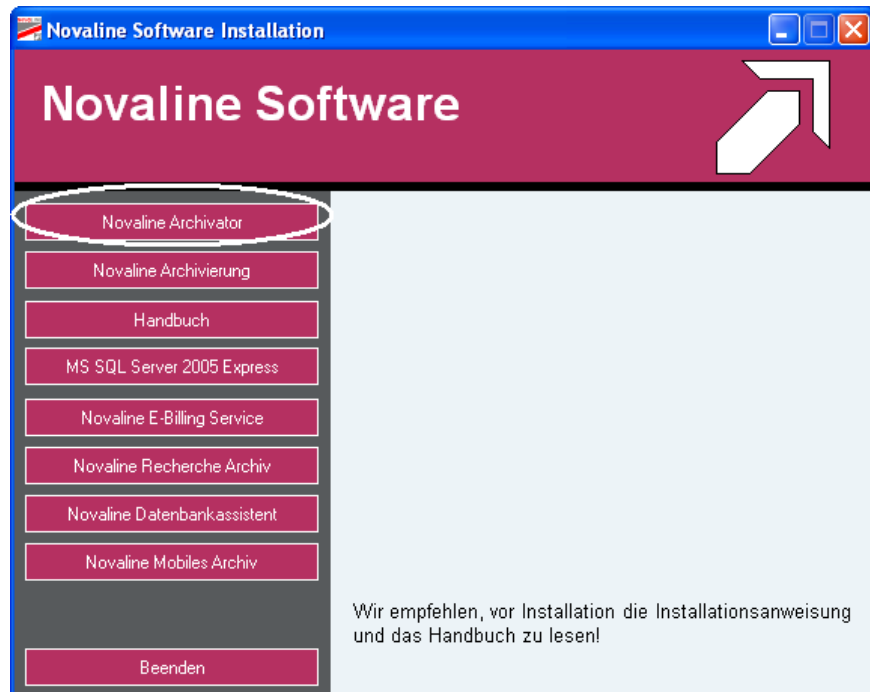 Novaline Software Installation
Novaline Software
Novaline Archivator
Novaline Archivierung
Handbuch
MS SQL Server 2005 Express
Novaline E-Billing Service
Novaline Recherche Archiv
Novaline Datenbankassistent
Novaline Mobiles Archiv
Wir empfehlen, vor Installation die Installationsanweisung
und das Handbuch zu lesen!
Beenden